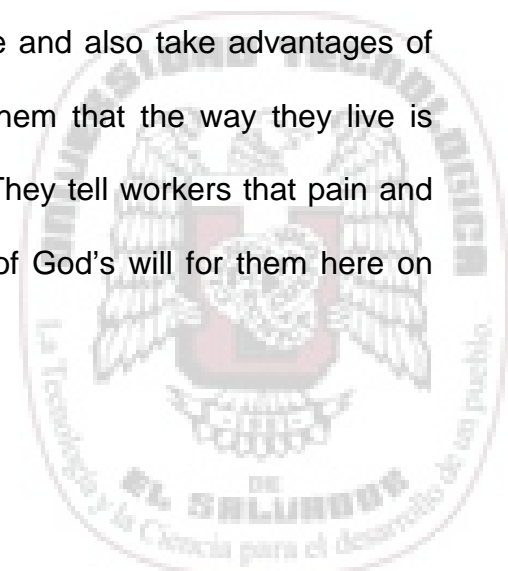 e and also take advantages of
hem that the way they live is
They tell workers that pain and
of God's will for them here on
UNIVERSIDAD TECNOLOGICA
DE
EL SALVADOR
La Tecnología y la Ciencia para el desarrollo de un pueblo.